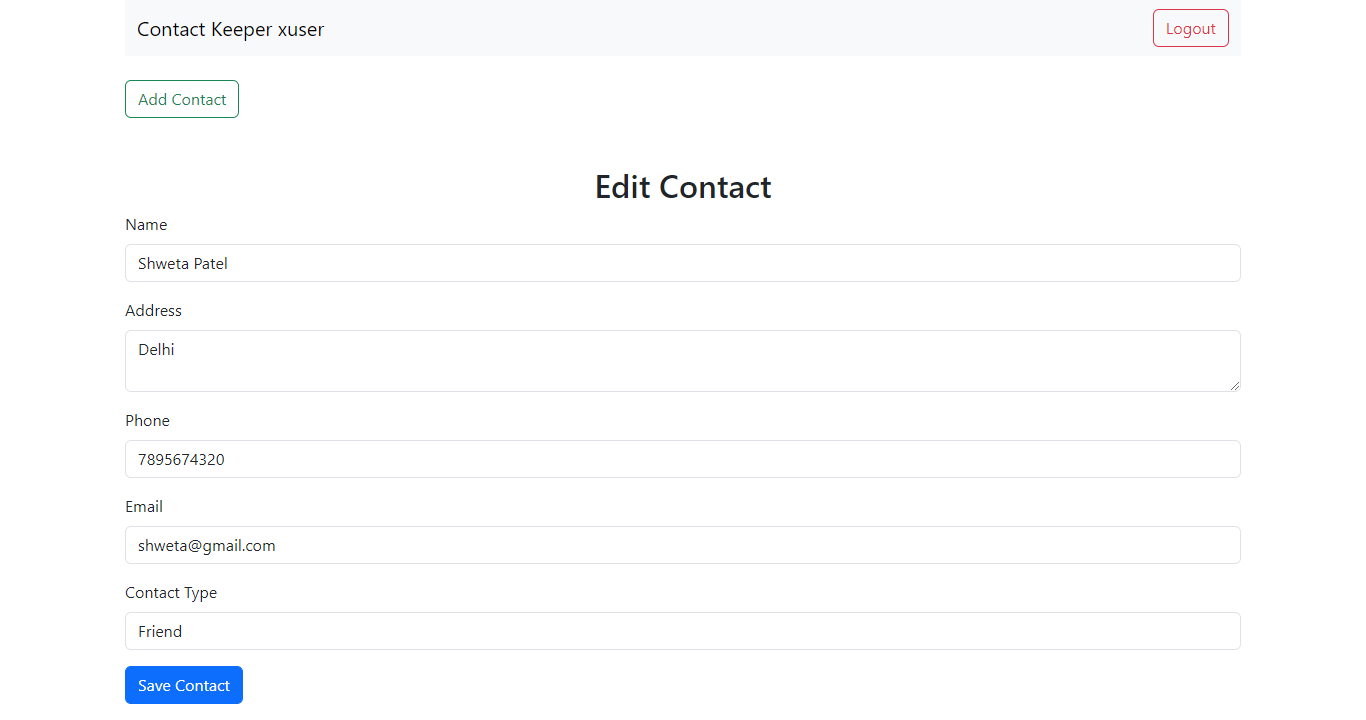 Contact Keeper xuser
Logout
Add Contact
Edit Contact
Name
Shweta Patel
Address
Delhi
Phone
7895674320
Email
shweta@gmail.com
Contact Type
Friend
Save Contact